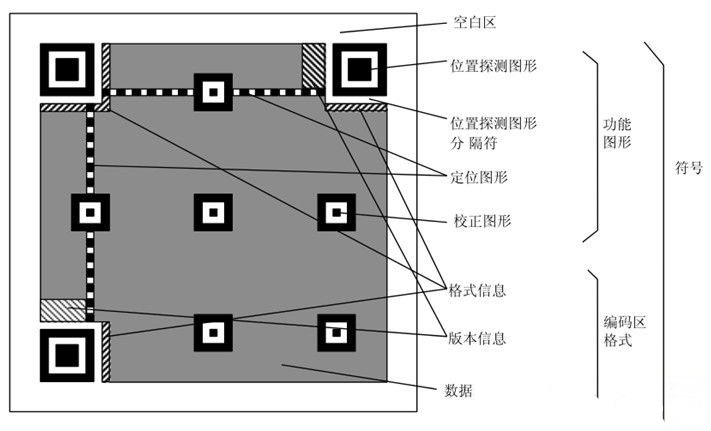 空白区
位置探测图形
位置探测图形
分 隔符
定位图形
校正图形
格式信息
版本信息
数据
功能
图形
编码区
格式
符号